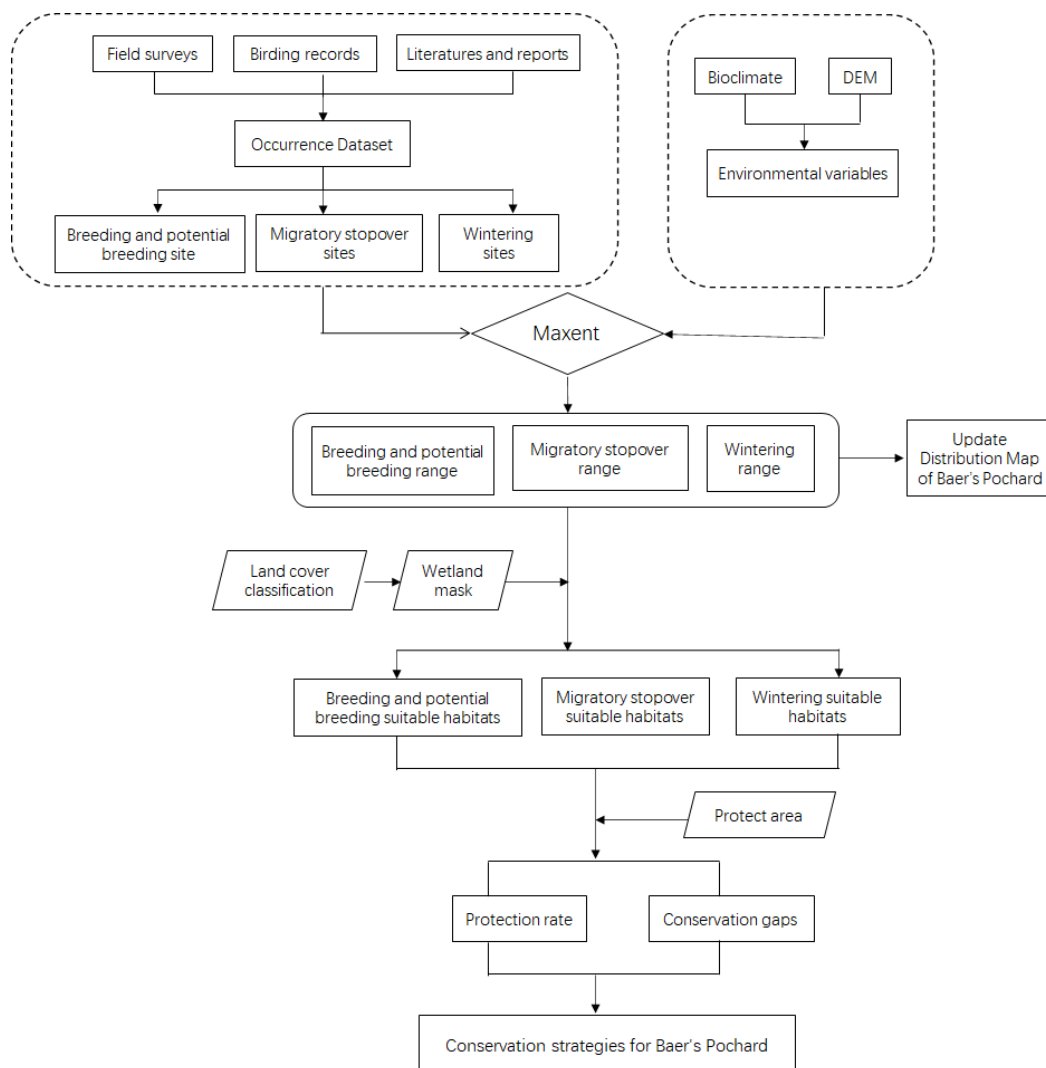 Field surveys
Birding records
Literatures and reports
Bioclimate
DEM
Occurrence Dataset
Environmental variables
Breeding and potential
breeding site
Migratory stopover
sites
Wintering
sites
Maxent
Breeding and potential
breeding range
Migratory stopover
range
Wintering
range
Update
Distribution Map
of Baer's Pochard
Land cover
classification
Wetland
mask
Breeding and potential
breeding suitable habitats
Migratory stopover
suitable habitats
Wintering suitable
habitats
Protect area
Protection rate
Conservation gaps
Conservation strategies for Baer's Pochard